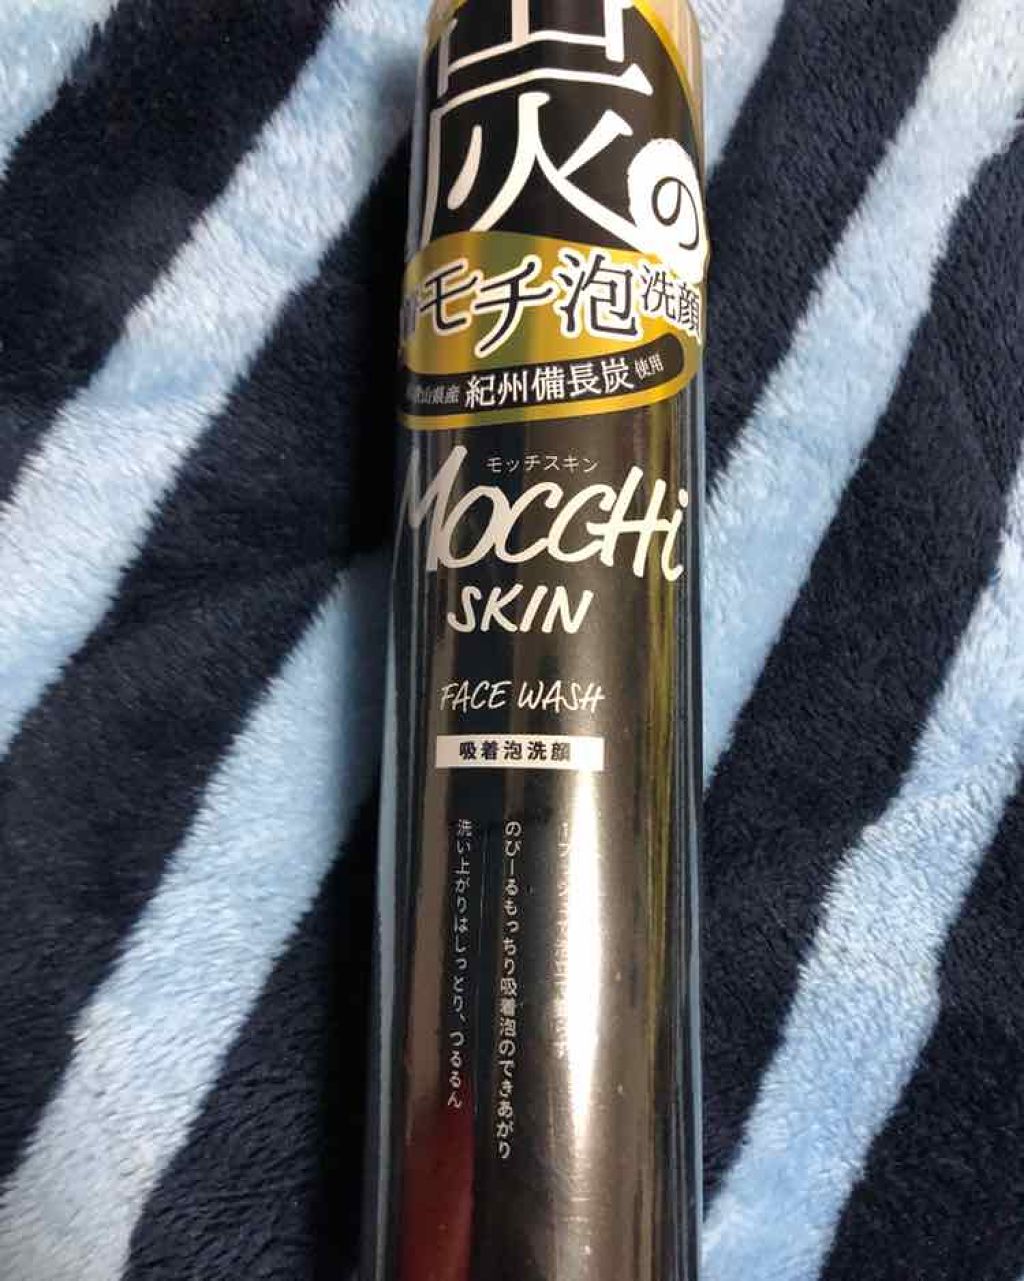 炭の
モチ泡洗顔
山県産 紀州備長炭 使用
モッチスキン
MOCCHi
SKIN
FACE WASH
吸着泡洗顔
のびーるもっちり吸着泡のできあがり
洗い上がりはしっとり、つるるん